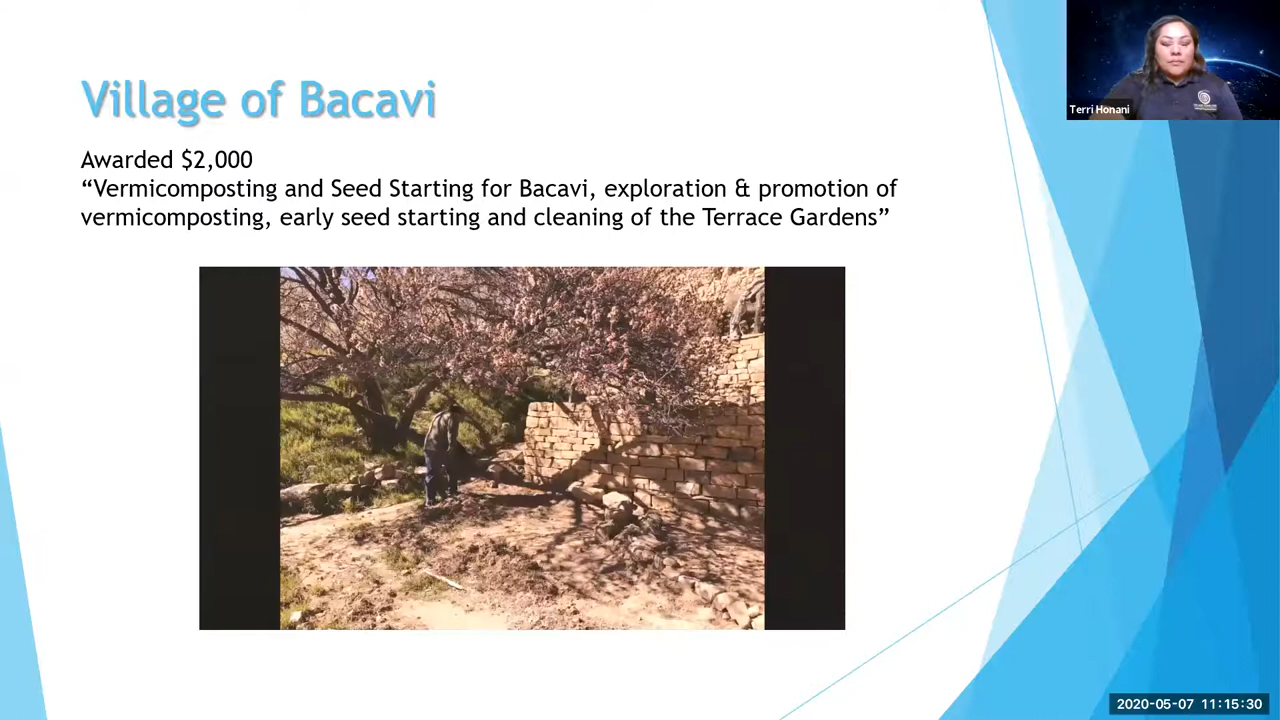 Village of Bacavi
Awarded $2,000
“Vermicomposting and Seed Starting for Bacavi, exploration & promotion of
vermicomposting, early seed starting and cleaning of the Terrace Gardens”
Terri Honani
2020-05-07 11:15:30